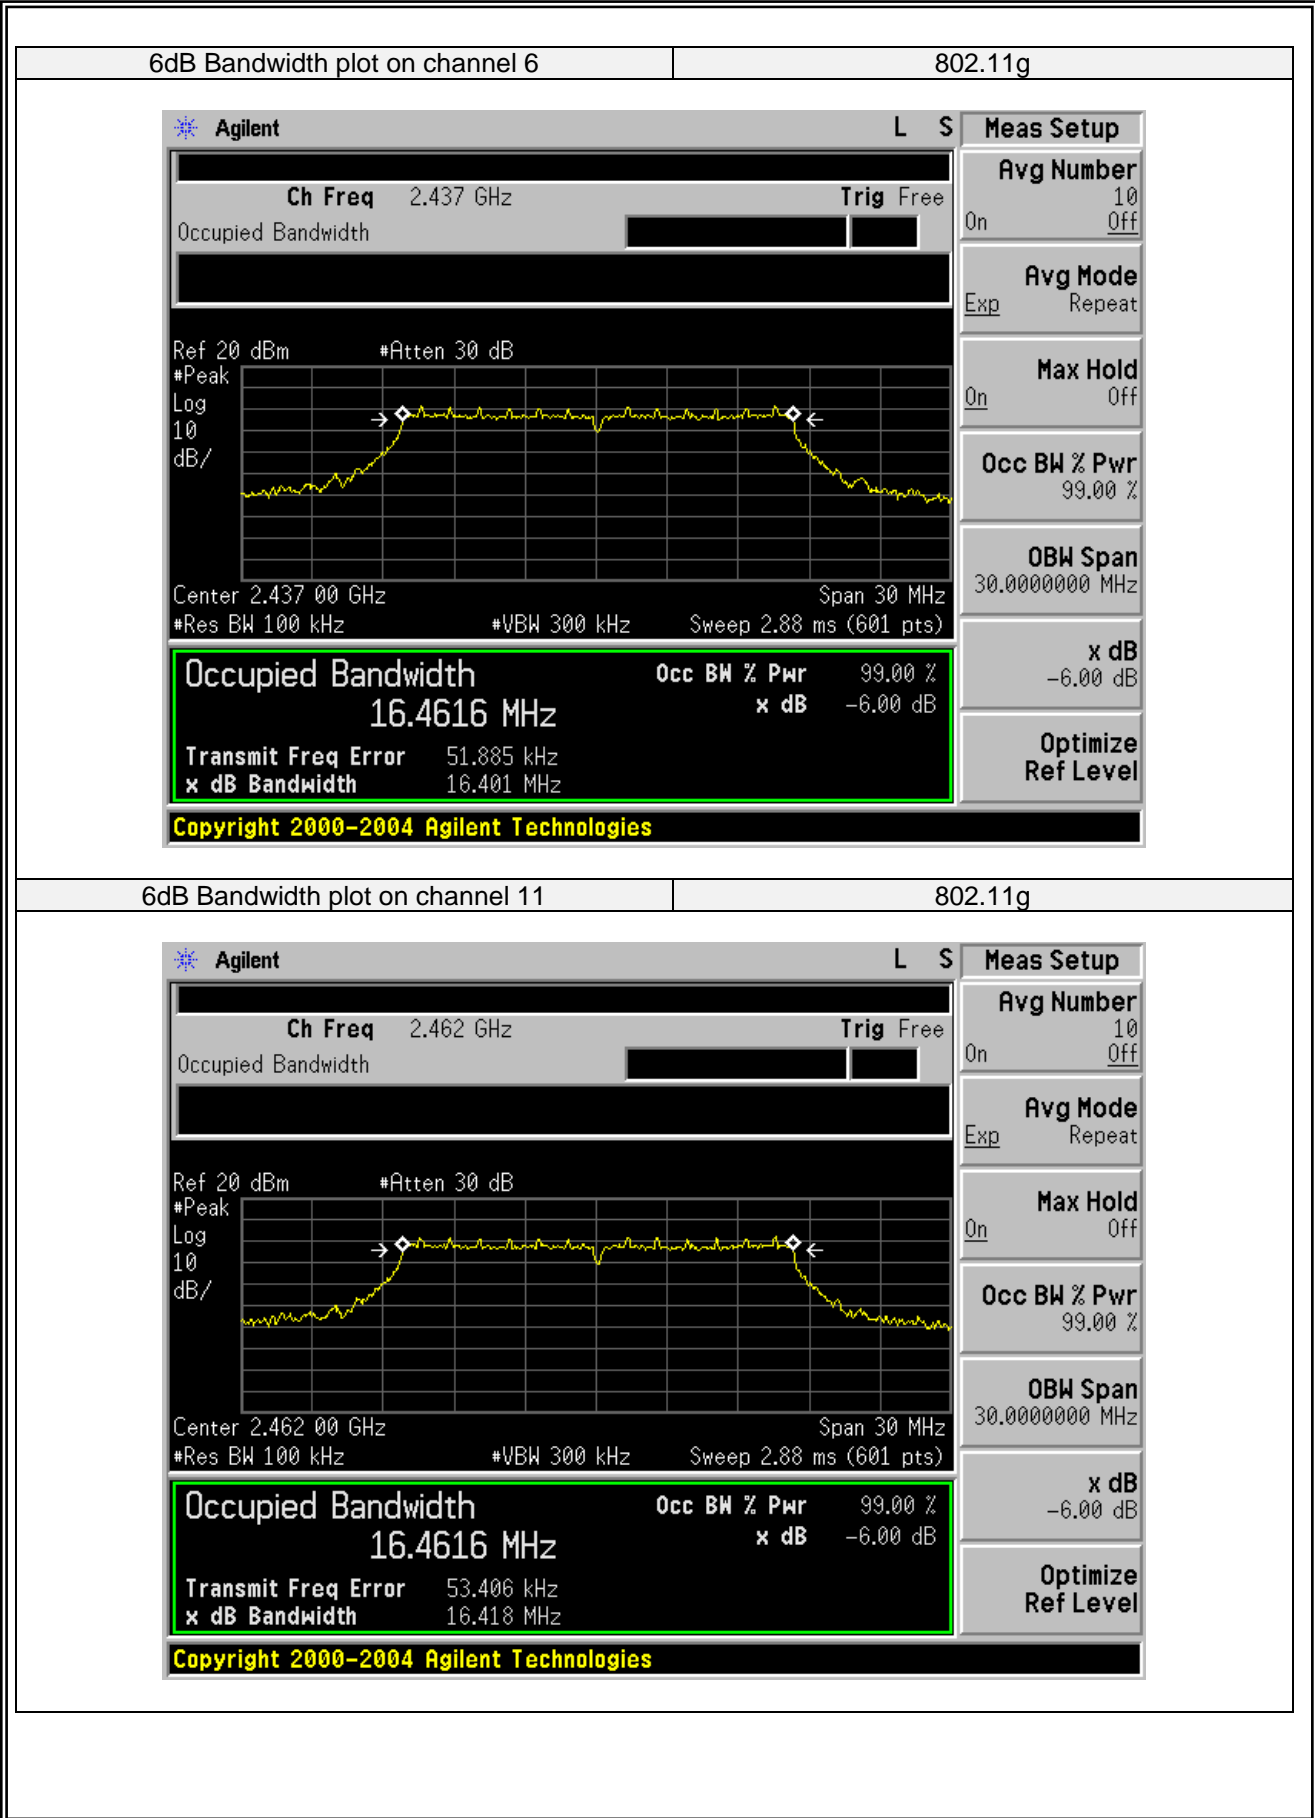 6dB Bandwidth plot on channel 6 802.11g
Agilent L S Meas Setup
Ch Freq 2.437 GHz Trig Free
Occupied Bandwidth
Avg Number
10
On Off
Avg Mode
Exp Repeat
Max Hold
On Off
Occ BW % Pwr
99.00 %
OBW Span
30.0000000 MHz
x dB
-6.00 dB
Optimize
Ref Level
Ref 20 dBm #Atten 30 dB
#Peak
Log
10
dB/
Center 2.437 00 GHz Span 30 MHz
#Res BW 100 kHz #VBW 300 kHz Sweep 2.88 ms (601 pts)
Occupied Bandwidth Occ BW % Pwr 99.00 %
16.4616 MHz x dB -6.00 dB
Transmit Freq Error 51.885 kHz
x dB Bandwidth 16.401 MHz
Copyright 2000-2004 Agilent Technologies
6dB Bandwidth plot on channel 11 802.11g
Agilent L S Meas Setup
Ch Freq 2.462 GHz Trig Free
Occupied Bandwidth
Avg Number
10
On Off
Avg Mode
Exp Repeat
Max Hold
On Off
Occ BW % Pwr
99.00 %
OBW Span
30.0000000 MHz
x dB
-6.00 dB
Optimize
Ref Level
Ref 20 dBm #Atten 30 dB
#Peak
Log
10
dB/
Center 2.462 00 GHz Span 30 MHz
#Res BW 100 kHz #VBW 300 kHz Sweep 2.88 ms (601 pts)
Occupied Bandwidth Occ BW % Pwr 99.00 %
16.4616 MHz x dB -6.00 dB
Transmit Freq Error 53.406 kHz
x dB Bandwidth 16.418 MHz
Copyright 2000-2004 Agilent Technologies